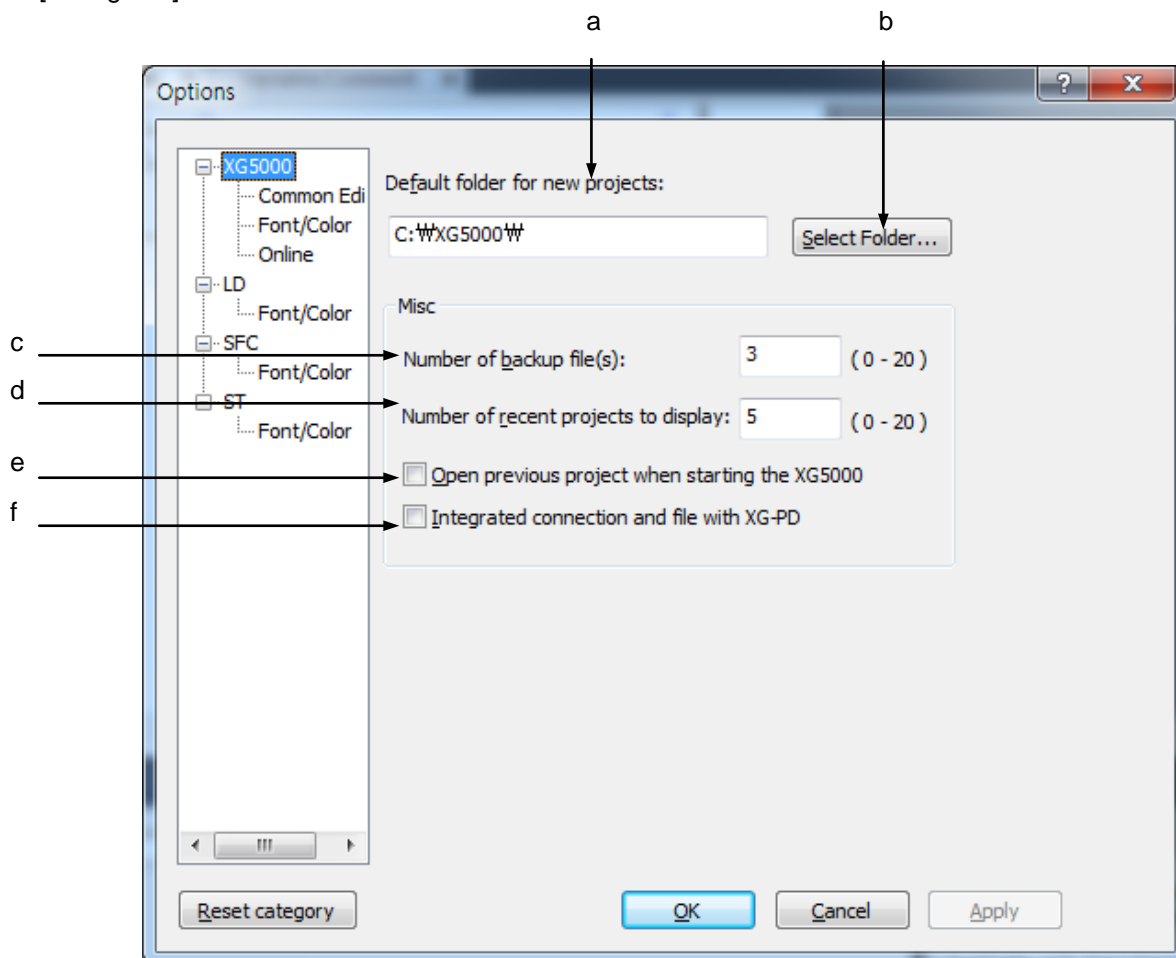 a
b
Options
XG5000
Common Edi
Font/Color
Online
LD
Font/Color
SFC
Font/Color
ST
Font/Color
Default folder for new projects:
C:₩XG5000₩
Select Folder...
Misc
c
Number of backup file(s): 3 ( 0 - 20 )
d
Number of recent projects to display: 5 ( 0 - 20 )
e
Open previous project when starting the XG5000
f
Integrated connection and file with XG-PD
Reset category
OK
Cancel
Apply